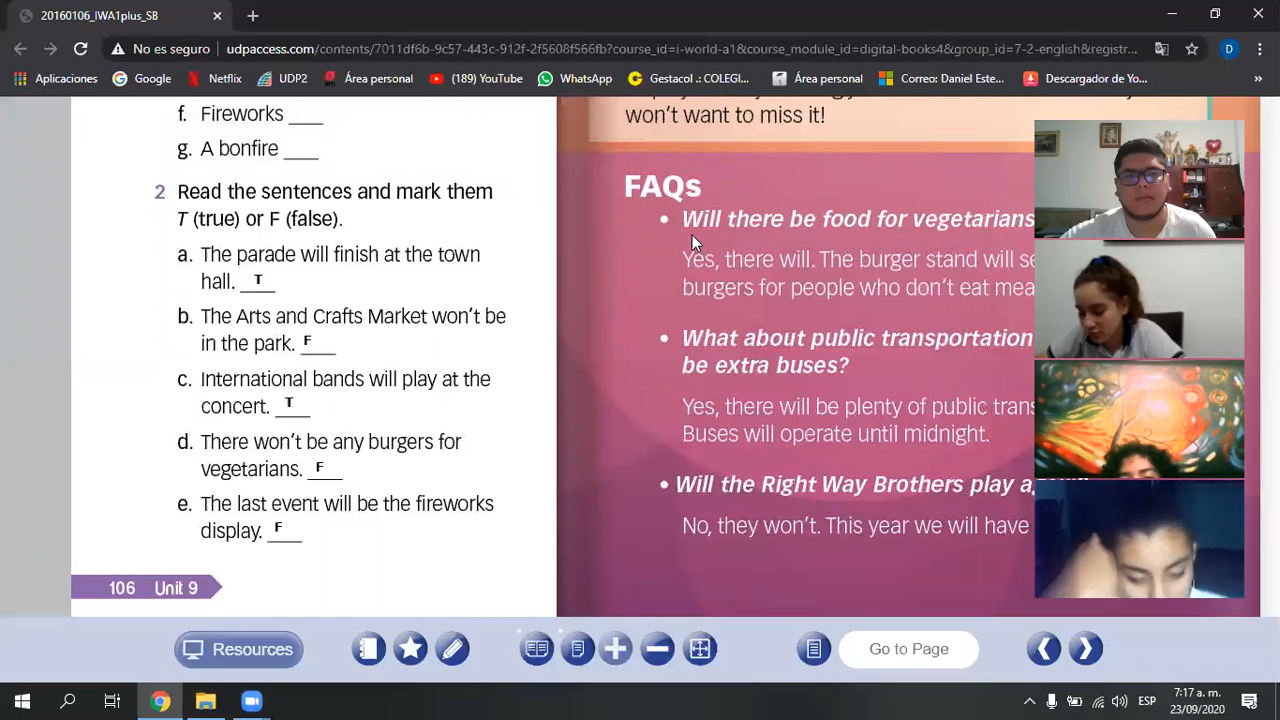 20160106_IWA1plus_SB
No es seguro udpaccess.com/contents/7011df6b-9c57-443c-912f-2f5608f566fb?course_id=i-world-a1&course_module_id=digital-books4&group_id=7-2-english&registr...
D
Aplicaciones Google Netflix UDP2 Área personal (189) YouTube WhatsApp Gestacol .: COLEGI... Área personal Correo: Daniel Este... Descargador de Yo...
f. Fireworks ____
g. A bonfire ____
2 Read the sentences and mark them
T (true) or F (false).
a. The parade will finish at the town
hall. T
b. The Arts and Crafts Market won't be
in the park. F
c. International bands will play at the
concert. T
d. There won't be any burgers for
vegetarians. F
e. The last event will be the fireworks
display. F
106 Unit 9
won't want to miss it!
FAQs
• Will there be food for vegetarians
Yes, there will. The burger stand will
burgers for people who don't eat
• What about public transportation
be extra buses?
Yes, there will be plenty of public
Buses will operate until midnight.
• Will the Right Way Brothers play
No, they won't. This year we will have
Resources
Go to Page
ESP
7:17 a. m.
23/09/2020